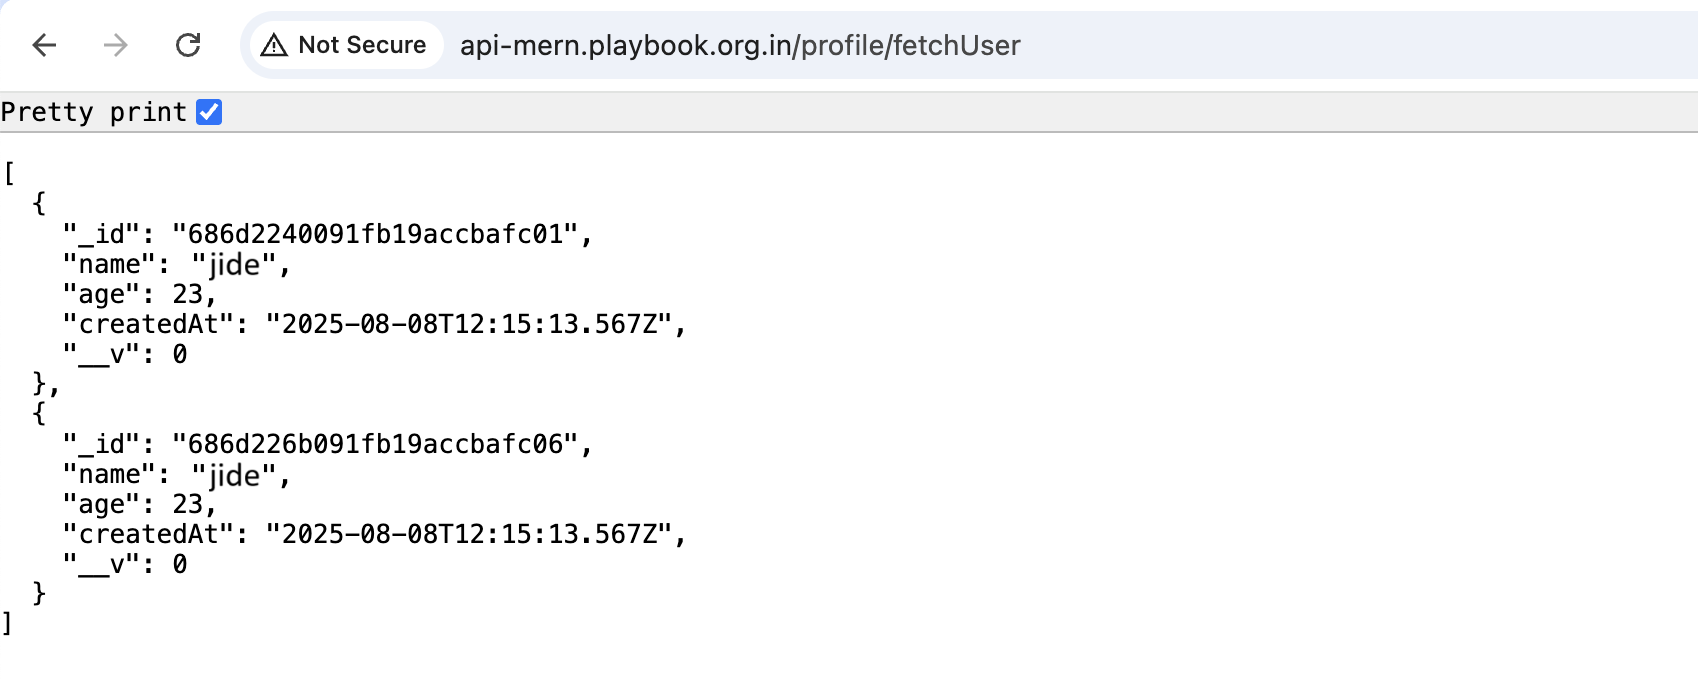 Not Secure api-mern.playbook.org.in/profile/fetchUser
Pretty print
[
  {
    "_id": "686d2240091fb19accbafc01",
    "name": "jide",
    "age": 23,
    "createdAt": "2025-08-08T12:15:13.567Z",
    "__v": 0
  },
  {
    "_id": "686d226b091fb19accbafc06",
    "name": "jide",
    "age": 23,
    "createdAt": "2025-08-08T12:15:13.567Z",
    "__v": 0
  }
]